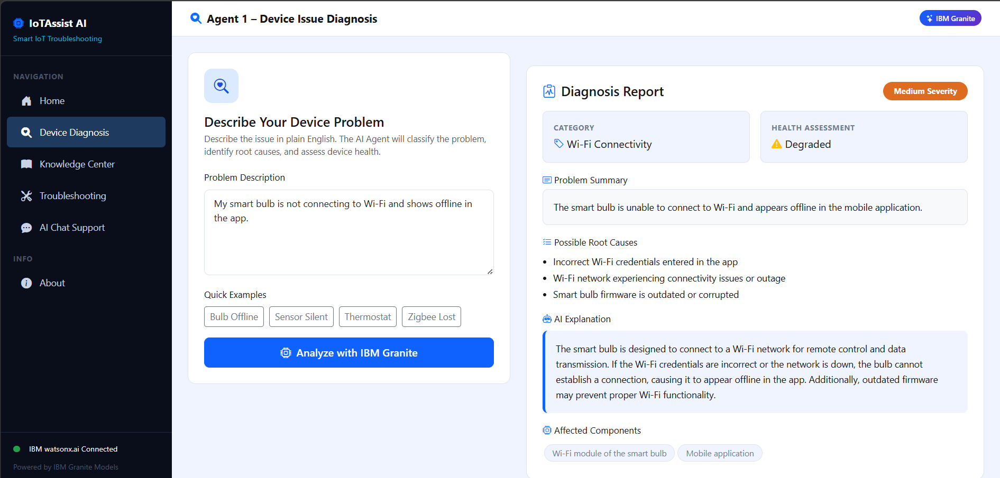 IoTAssist AI
Smart IoT Troubleshooting
NAVIGATION
Home
Device Diagnosis
Knowledge Center
Troubleshooting
AI Chat Support
INFO
About
IBM watsonx.ai Connected
Powered by IBM Granite Models
Agent 1 – Device Issue Diagnosis
IBM Granite
Describe Your Device Problem
Describe the issue in plain English. The AI Agent will classify the problem,
identify root causes, and assess device health.
Problem Description
My smart bulb is not connecting to Wi-Fi and shows offline in
the app.
Quick Examples
Bulb Offline
Sensor Silent
Thermostat
Zigbee Lost
Analyze with IBM Granite
Diagnosis Report
Medium Severity
CATEGORY
Wi-Fi Connectivity
HEALTH ASSESSMENT
Degraded
Problem Summary
The smart bulb is unable to connect to Wi-Fi and appears offline in the mobile application.
Possible Root Causes
• Incorrect Wi-Fi credentials entered in the app
• Wi-Fi network experiencing connectivity issues or outage
• Smart bulb firmware is outdated or corrupted
AI Explanation
The smart bulb is designed to connect to a Wi-Fi network for remote control and data
transmission. If the Wi-Fi credentials are incorrect or the network is down, the bulb cannot
establish a connection, causing it to appear offline in the app. Additionally, outdated firmware
may prevent proper Wi-Fi functionality.
Affected Components
Wi-Fi module of the smart bulb
Mobile application